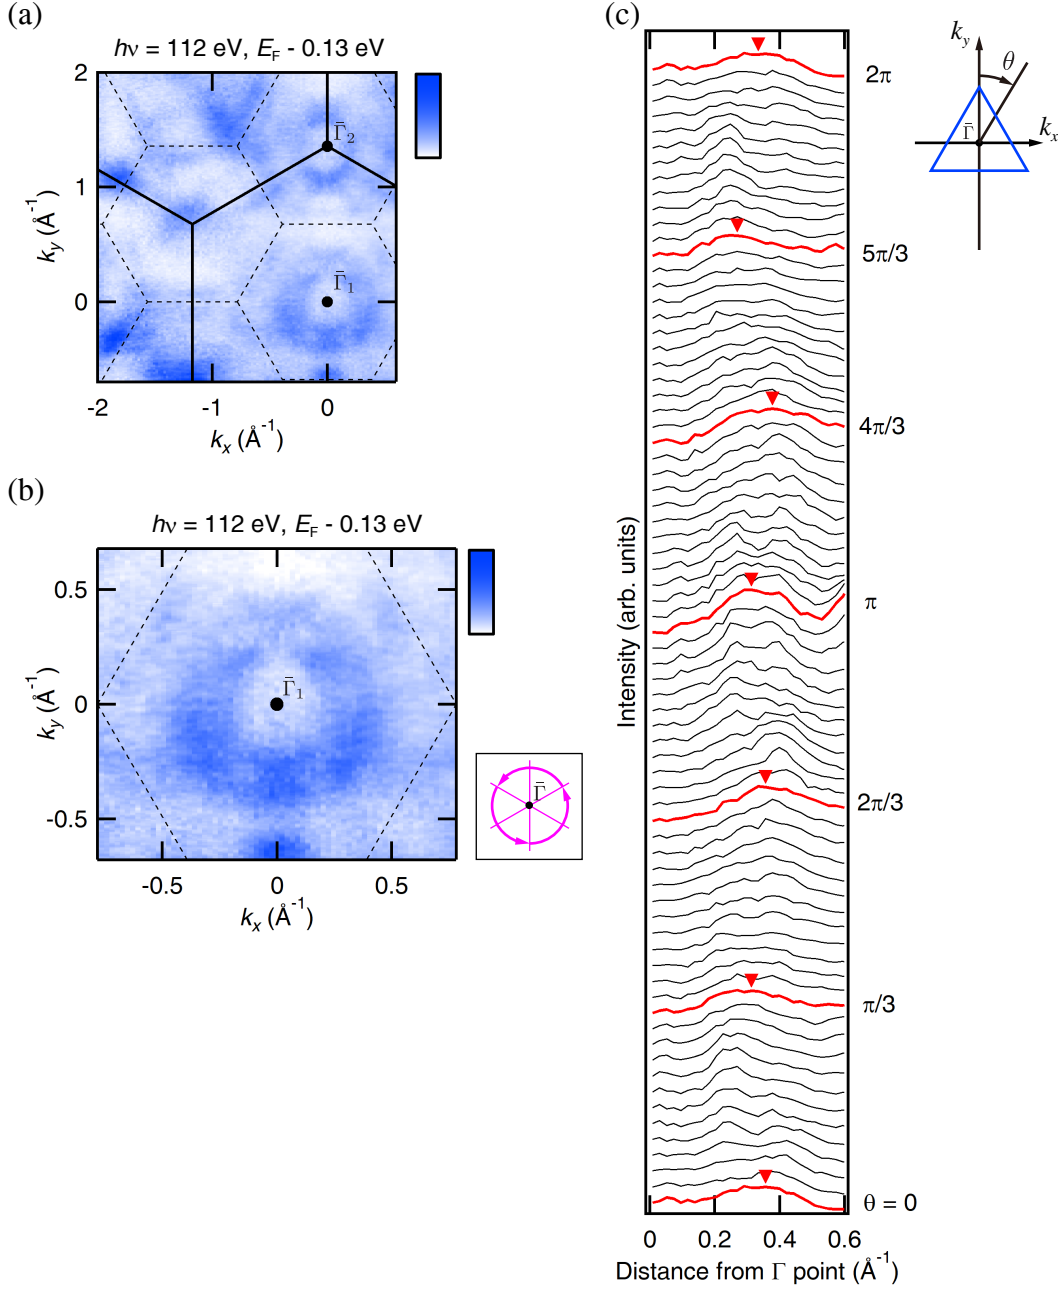 (a)
hν = 112 eV, E_F - 0.13 eV
2
1
0
k_y (Å⁻¹)
Γ̄₂
Γ̄₁
-2
-1
0
k_x (Å⁻¹)
(b)
hν = 112 eV, E_F - 0.13 eV
0.5
0
-0.5
k_y (Å⁻¹)
Γ̄₁
-0.5
0
0.5
k_x (Å⁻¹)
Γ̄
(c)
Intensity (arb. units)
2π
5π/3
4π/3
π
2π/3
π/3
θ = 0
0
0.2
0.4
0.6
Distance from Γ point (Å⁻¹)
k_y
θ
Γ̄
k_x